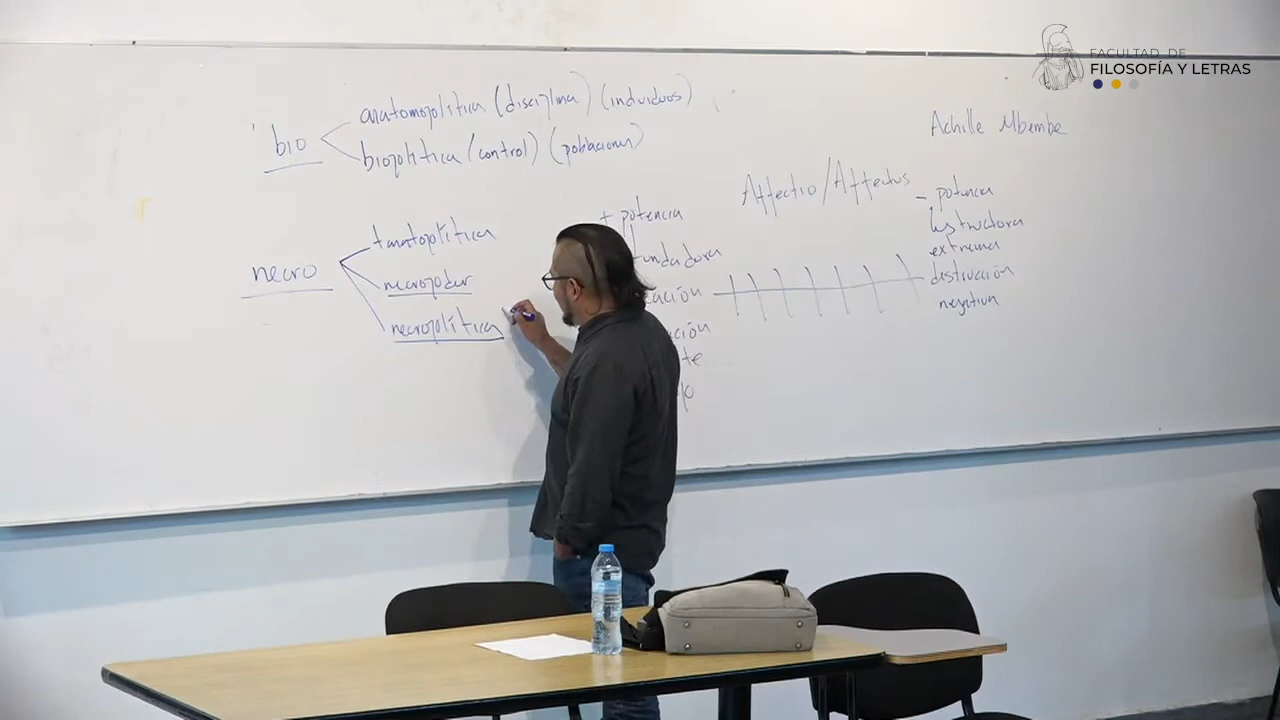 FACULTAD DE
FILOSOFÍA Y LETRAS
bio
anatomopolítica (disciplina) (individuos)
biopolítica (control) (poblaciones)
Achille Mbembe
necro
tanatopolítica
necropoder
necropolítica
+ potencia
fundadora
Affectio/Affectus
- potencia
extrema
destrucción
negativa